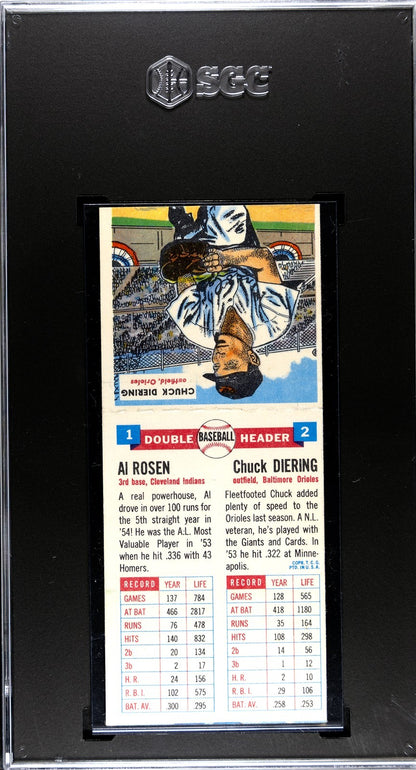 SGC
CHUCK DIERING
outfield, Orioles
1 DOUBLE BASEBALL HEADER 2
Al ROSEN
3rd base, Cleveland Indians
A real powerhouse, Al
drove in over 100 runs for
the 5th straight year in
'54! He was the A.L. Most
Valuable Player in '53
when he hit .336 with 43
Homers.
RECORD YEAR LIFE
GAMES 137 784
AT BAT 466 2817
RUNS 76 478
HITS 140 832
2b 20 134
3b 2 17
H. R. 24 156
R. B. I. 102 575
BAT. AV. .300 .295
Chuck DIERING
outfield, Baltimore Orioles
Fleetfooted Chuck added
plenty of speed to the
Orioles last season. A N.L.
veteran, he's played with
the Giants and Cards. In
'53 he hit .322 at Minne-
apolis.
COPR. T. C. G.
PTD. IN U. S. A.
RECORD YEAR LIFE
GAMES 128 565
AT BAT 418 1180
RUNS 35 164
HITS 108 298
2b 14 56
3b 1 12
H. R. 2 10
R. B. I. 29 106
BAT. AV. .258 .253